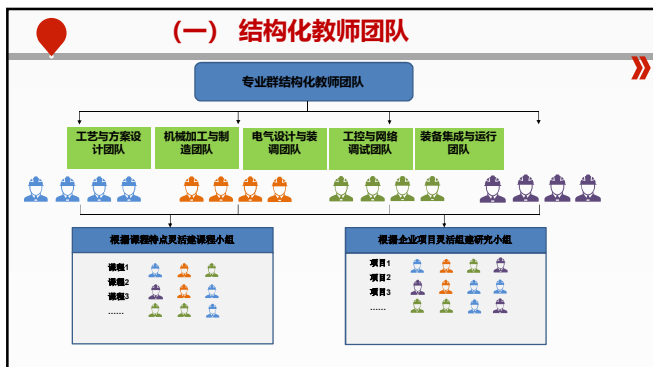 （一） 结构化教师团队
专业群结构化教师团队
工艺与方案设
计团队
机械加工与制
造团队
电气设计与装
调团队
工控与网络
调试团队
装备集成与运行
团队
根据课程特点灵活建课程小组
课程1
课程2
课程3
……
根据企业项目灵活组建研究小组
项目1
项目2
项目3
……